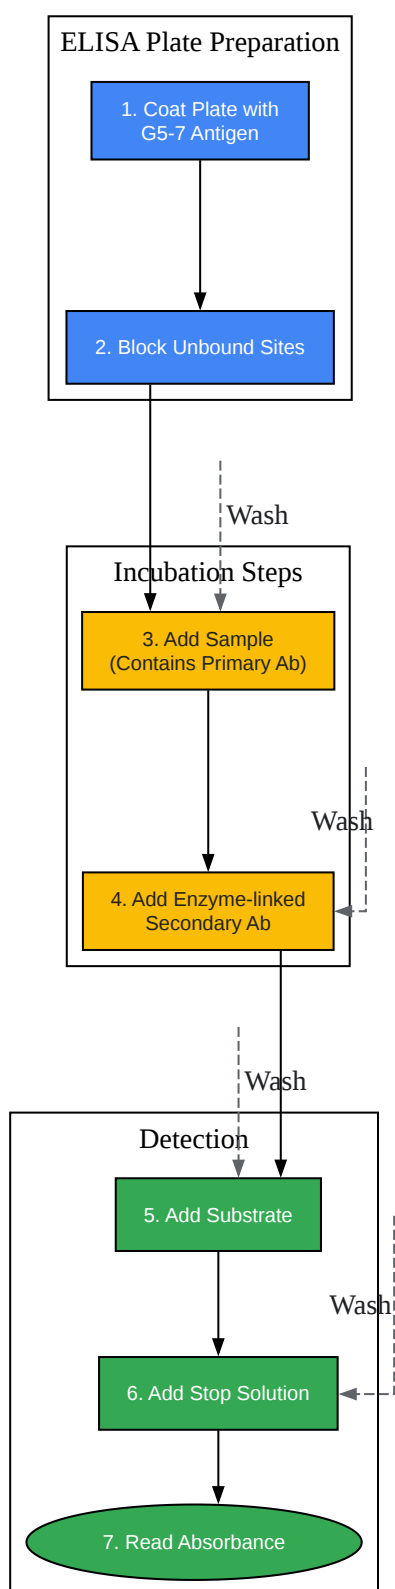 ELISA Plate Preparation
1. Coat Plate with
G5-7 Antigen
2. Block Unbound Sites
Wash
Incubation Steps
3. Add Sample
(Contains Primary Ab)
Wash
4. Add Enzyme-linked
Secondary Ab
Wash
Detection
5. Add Substrate
Wash
6. Add Stop Solution
7. Read Absorbance